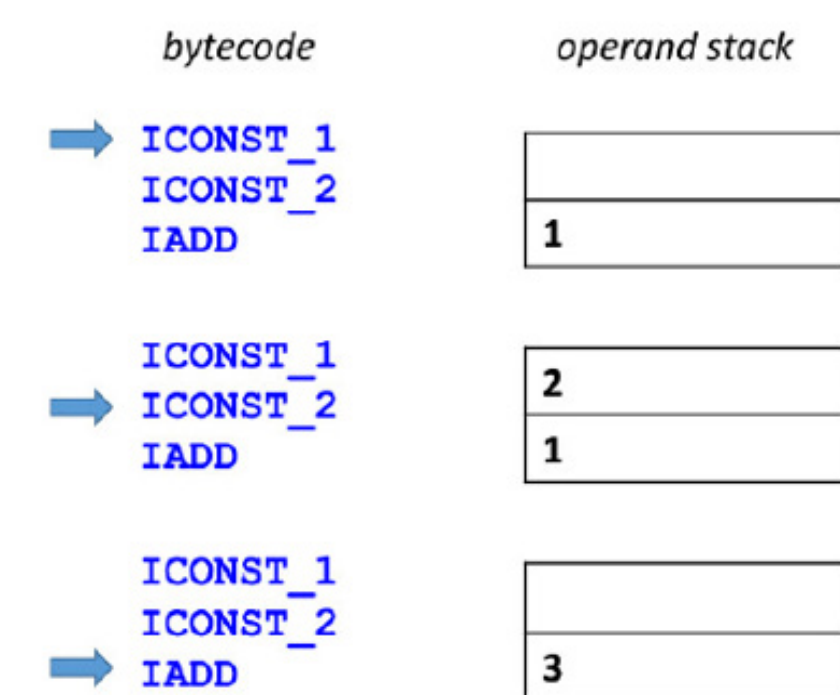 bytecode operand stack
ICONST_1
ICONST_2
IADD
1
ICONST_1
ICONST_2
IADD
2
1
ICONST_1
ICONST_2
IADD
3